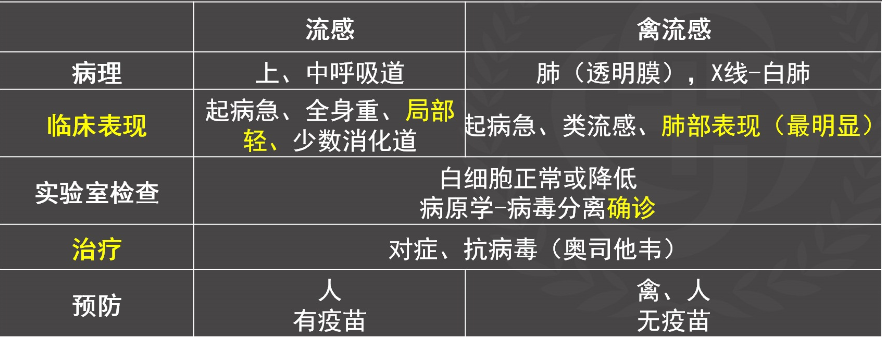 流感
禽流感
病理
上、中呼吸道
肺（透明膜），X线-白肺
临床表现
起病急、全身重、局部
轻、少数消化道
起病急、类流感、肺部表现（最明显）
实验室检查
白细胞正常或降低
病原学-病毒分离确诊
治疗
对症、抗病毒（奥司他韦）
预防
人
有疫苗
禽、人
无疫苗